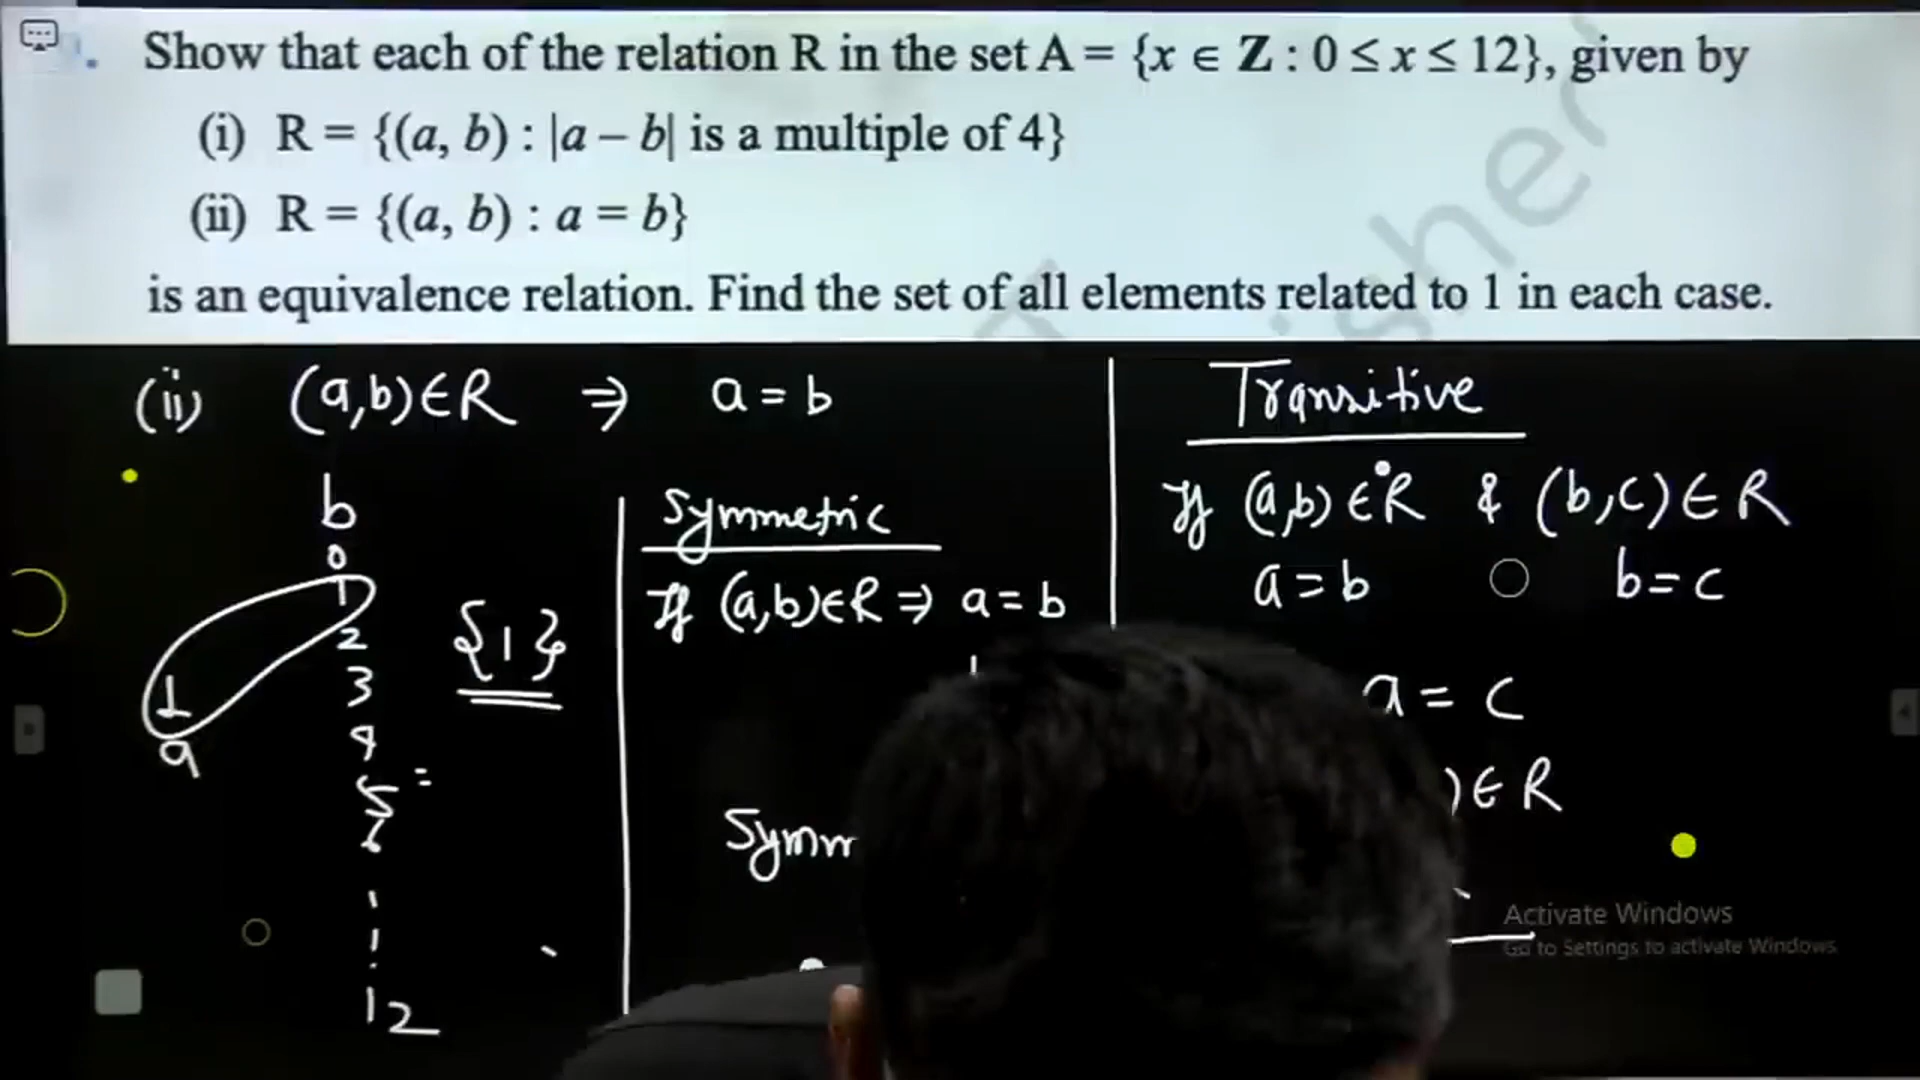 . Show that each of the relation R in the set A = {x ∈ Z : 0 ≤ x ≤ 12}, given by
(i) R = {(a, b) : |a – b| is a multiple of 4}
(ii) R = {(a, b) : a = b}
is an equivalence relation. Find the set of all elements related to 1 in each case.
(ii) (a,b)∈R ⇒ a = b
b
0
1
2
3
4
5 =
6
12
1
a
{1}
Symmetric
If (a,b)∈R ⇒ a = b
Transitive
If (a,b)∈R & (b,c)∈R
a = b b = c
a = c
)∈R
Activate Windows
Go to Settings to activate Windows.